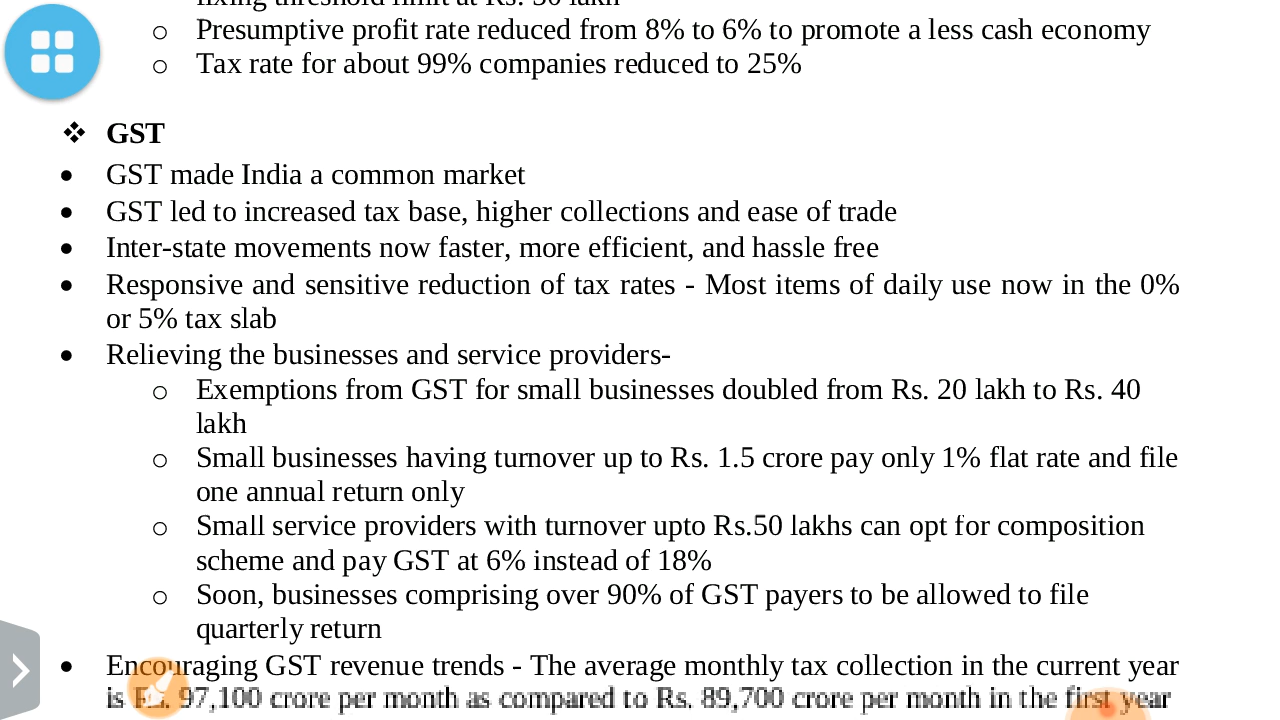 fixing threshold limit at Rs. 50 lakh
○ Presumptive profit rate reduced from 8% to 6% to promote a less cash economy
○ Tax rate for about 99% companies reduced to 25%
❖ GST
• GST made India a common market
• GST led to increased tax base, higher collections and ease of trade
• Inter-state movements now faster, more efficient, and hassle free
• Responsive and sensitive reduction of tax rates - Most items of daily use now in the 0%
or 5% tax slab
• Relieving the businesses and service providers-
○ Exemptions from GST for small businesses doubled from Rs. 20 lakh to Rs. 40
lakh
○ Small businesses having turnover up to Rs. 1.5 crore pay only 1% flat rate and file
one annual return only
○ Small service providers with turnover upto Rs.50 lakhs can opt for composition
scheme and pay GST at 6% instead of 18%
○ Soon, businesses comprising over 90% of GST payers to be allowed to file
quarterly return
• Encouraging GST revenue trends - The average monthly tax collection in the current year
is Rs. 97,100 crore per month as compared to Rs. 89,700 crore per month in the first year